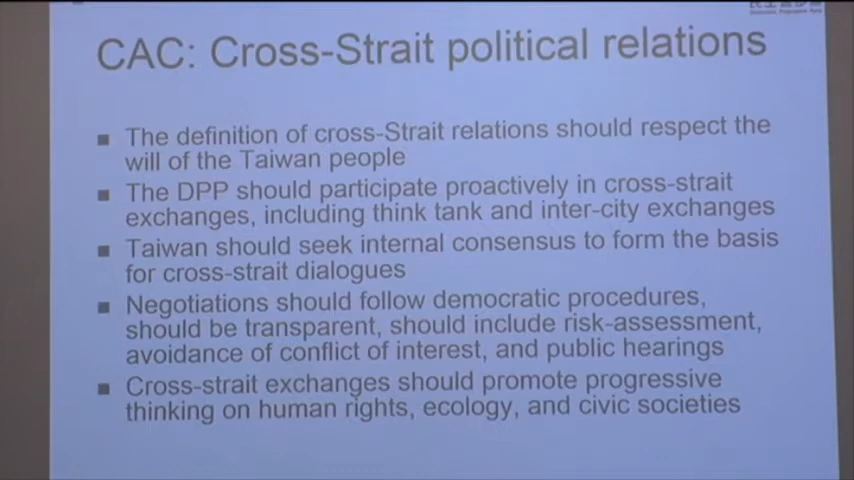 CAC: Cross-Strait political relations
■ The definition of cross-Strait relations should respect the
will of the Taiwan people
■ The DPP should participate proactively in cross-strait
exchanges, including think tank and inter-city exchanges
■ Taiwan should seek internal consensus to form the basis
for cross-strait dialogues
■ Negotiations should follow democratic procedures,
should be transparent, should include risk-assessment,
avoidance of conflict of interest, and public hearings
■ Cross-strait exchanges should promote progressive
thinking on human rights, ecology, and civic societies